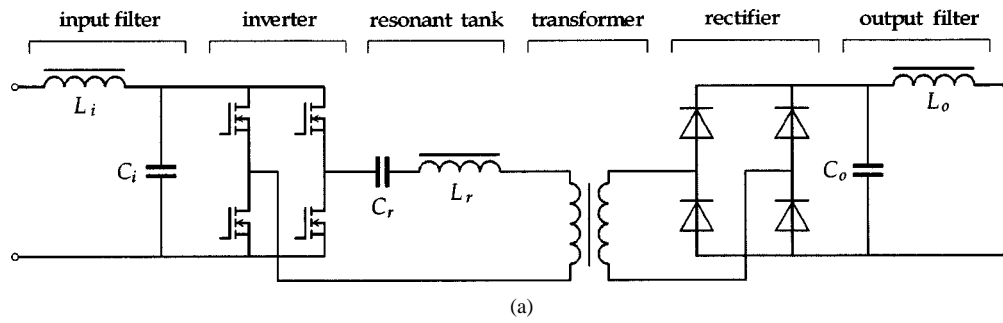 input filter inverter resonant tank transformer rectifier output filter
L_i L_o
C_i C_r L_r C_o
(a)